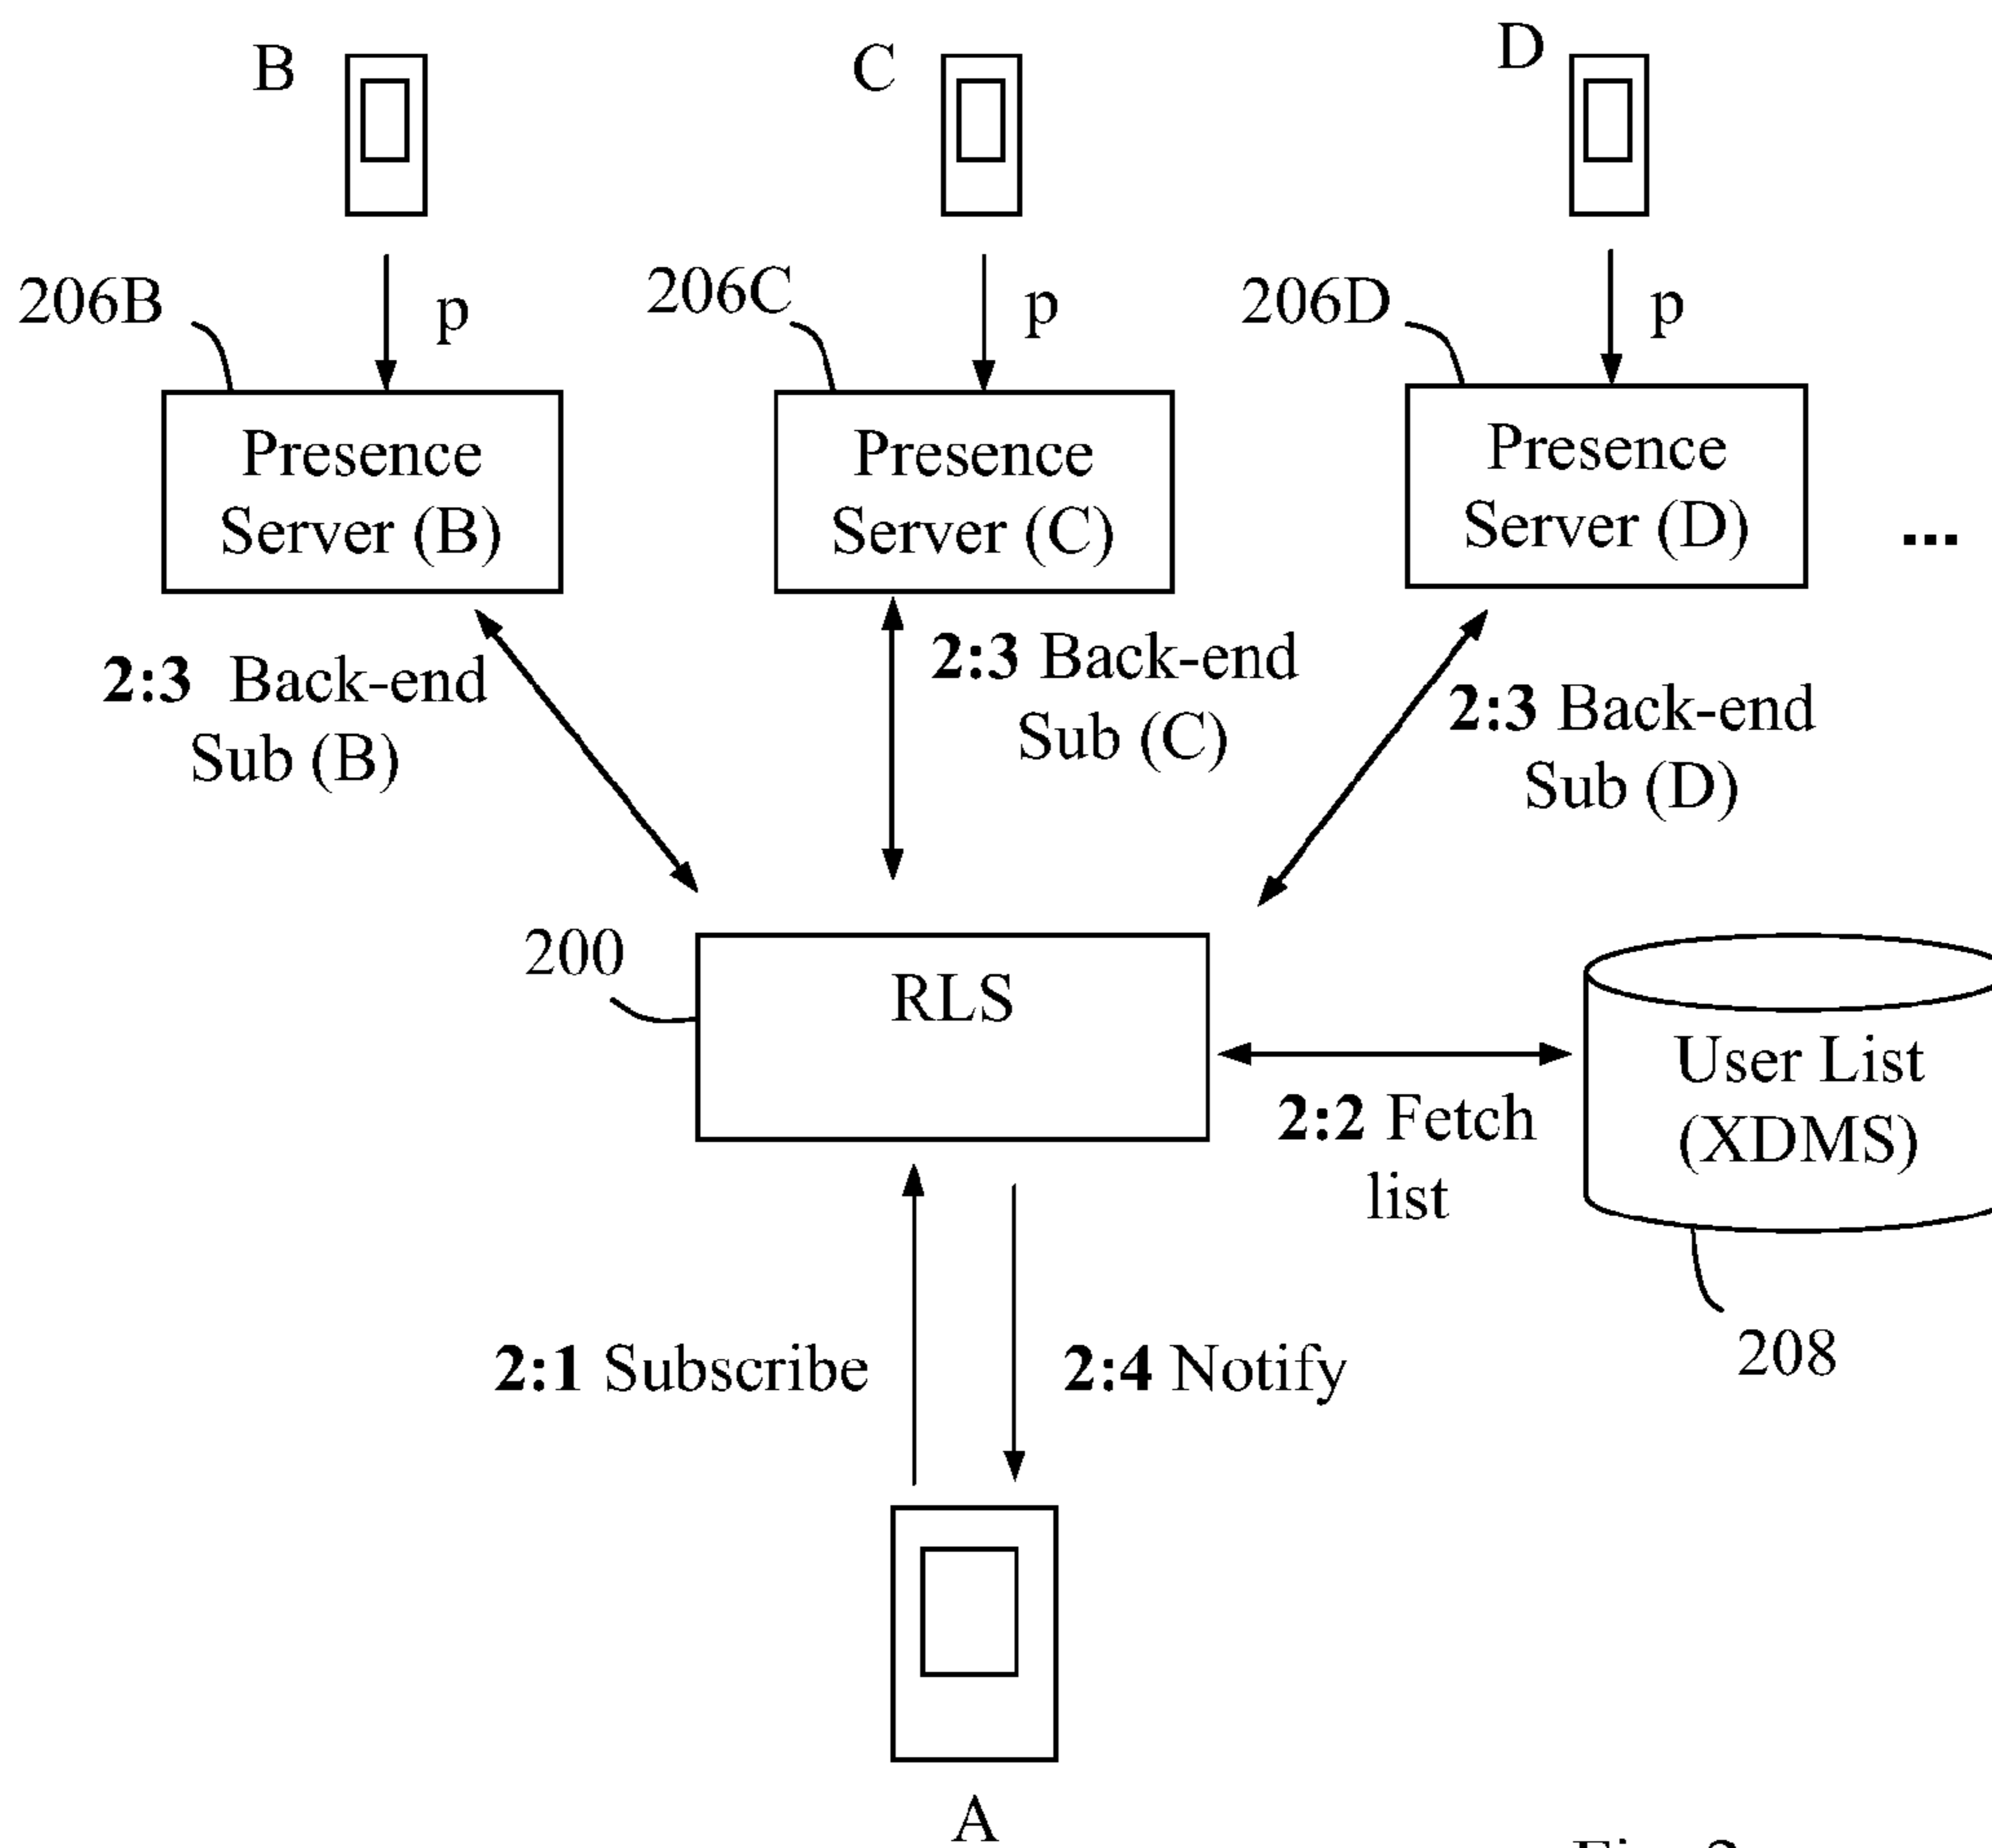 B
C
D
206B
p
206C
p
206D
p
Presence
Server (B)
Presence
Server (C)
Presence
Server (D)
...
2:3 Back-end
Sub (B)
2:3 Back-end
Sub (C)
2:3 Back-end
Sub (D)
200
RLS
User List
(XDMS)
2:2 Fetch
list
2:1 Subscribe
2:4 Notify
208
A